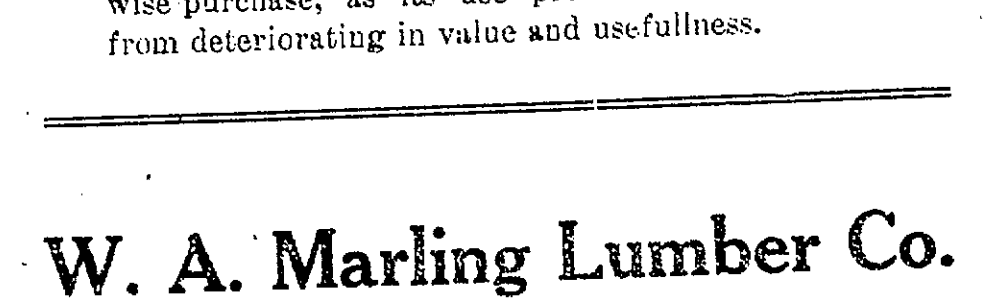 wise purchase, as its use
from deteriorating in value and usefullness.
W. A. Marling Lumber Co.